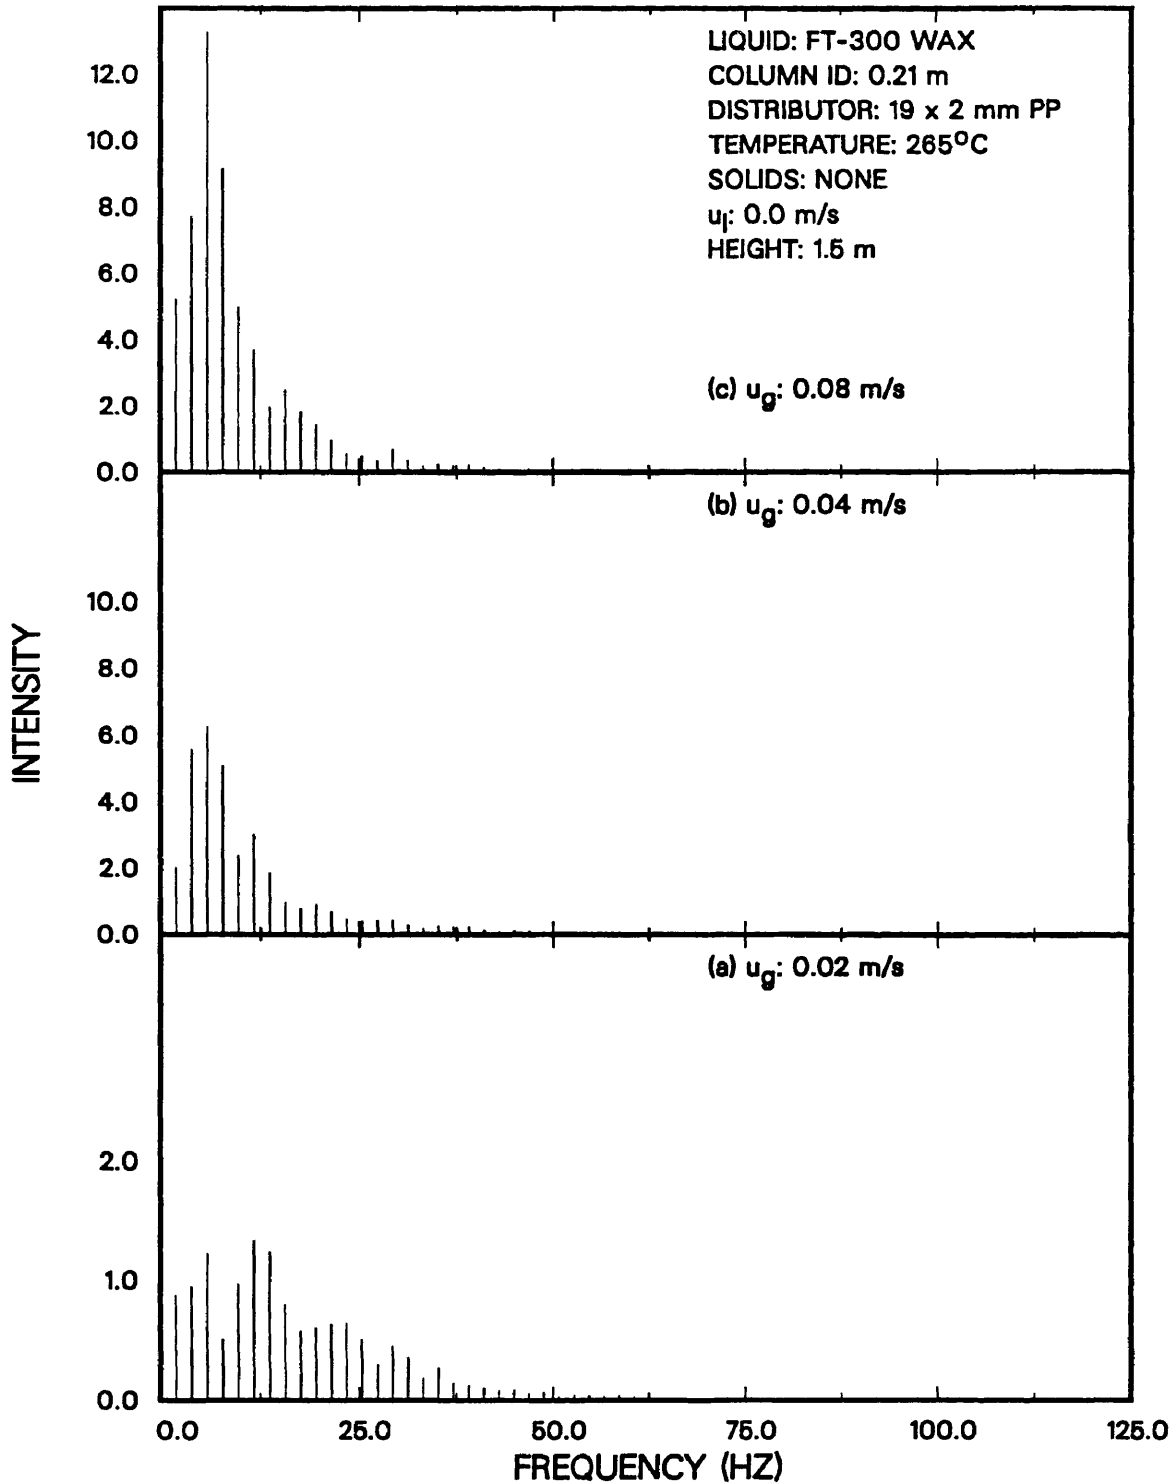 LIQUID: FT-300 WAX
COLUMN ID: 0.21 m
DISTRIBUTOR: 19 x 2 mm PP
TEMPERATURE: 265°C
SOLIDS: NONE
uₗ: 0.0 m/s
HEIGHT: 1.5 m
(c) u_g: 0.08 m/s
12.0
10.0
8.0
6.0
4.0
2.0
0.0
(b) u_g: 0.04 m/s
10.0
8.0
6.0
4.0
2.0
0.0
(a) u_g: 0.02 m/s
2.0
1.0
0.0
INTENSITY
0.0 25.0 50.0 75.0 100.0 125.0
FREQUENCY (HZ)